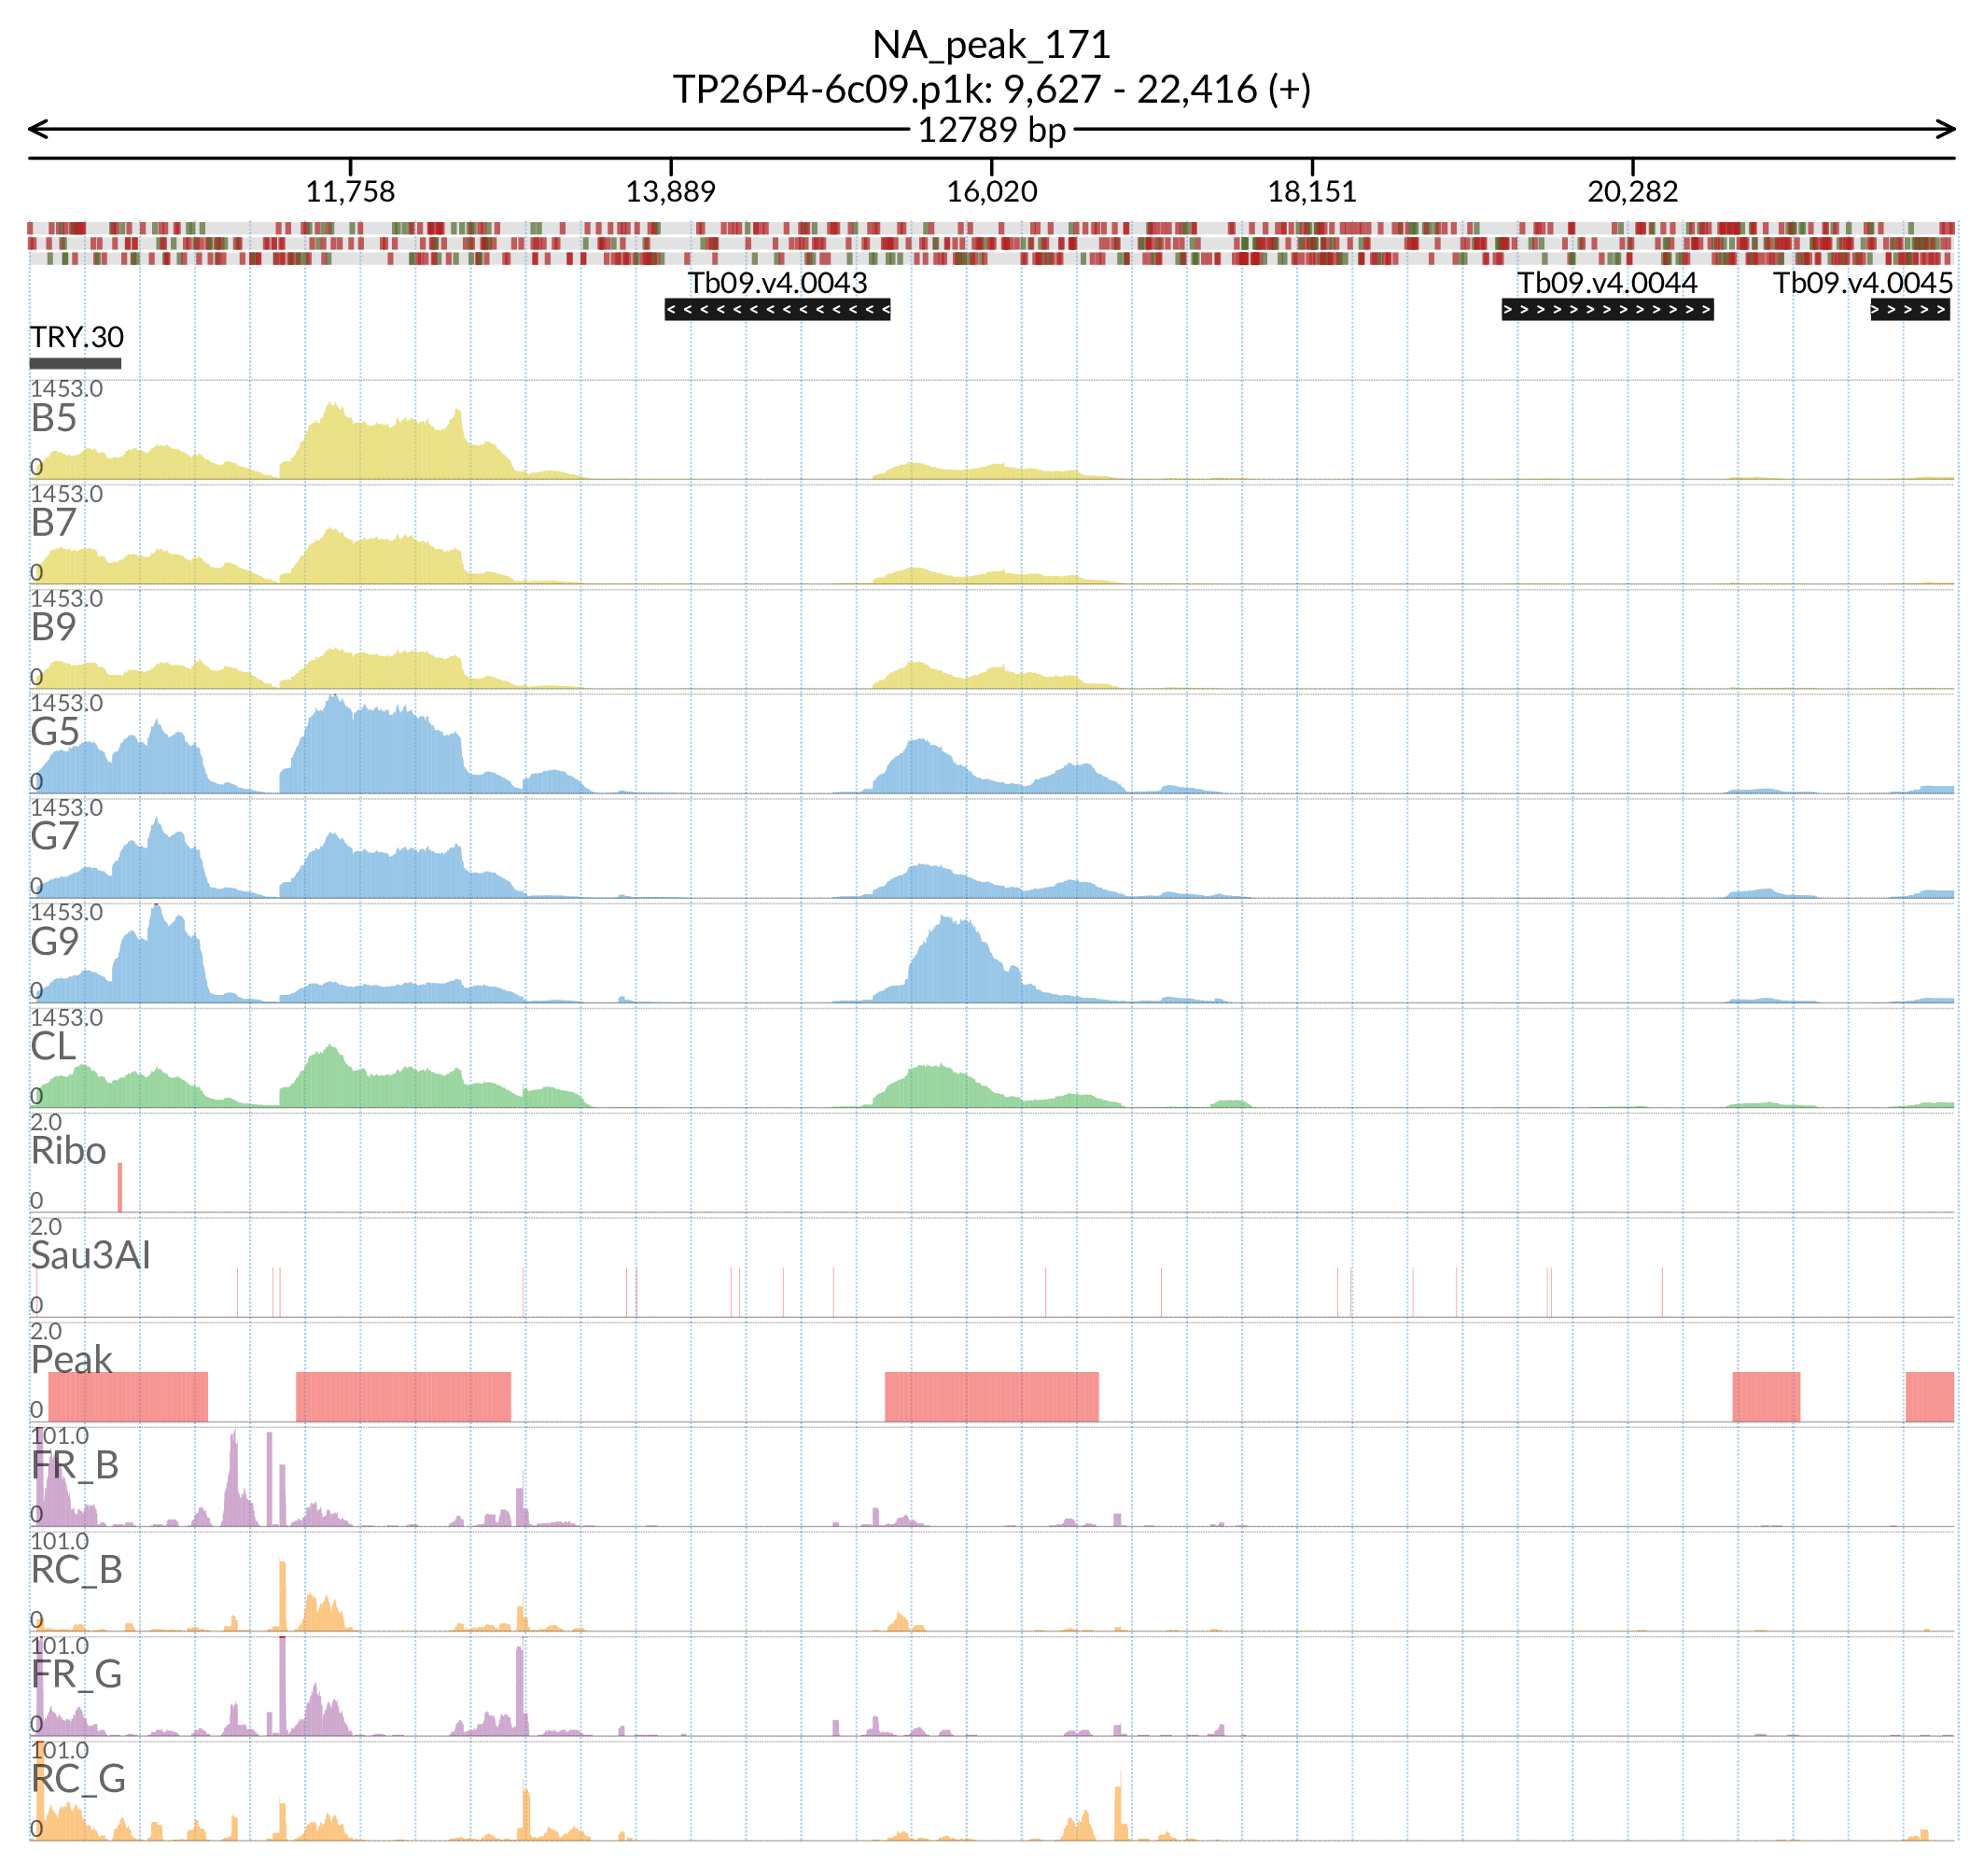 NA_peak_171
TP26P4-6c09.p1k: 9,627 - 22,416 (+)
12789 bp
11,758 13,889 16,020 18,151 20,282
Tb09.v4.0043 Tb09.v4.0044 Tb09.v4.0045
TRY.30
1453.0
B5
0
1453.0
B7
0
1453.0
B9
0
1453.0
G5
0
1453.0
G7
0
1453.0
G9
0
1453.0
CL
0
2.0
Ribo
0
2.0
Sau3AI
0
2.0
Peak
0
101.0
FR_B
0
101.0
RC_B
0
101.0
FR_G
0
101.0
RC_G
0